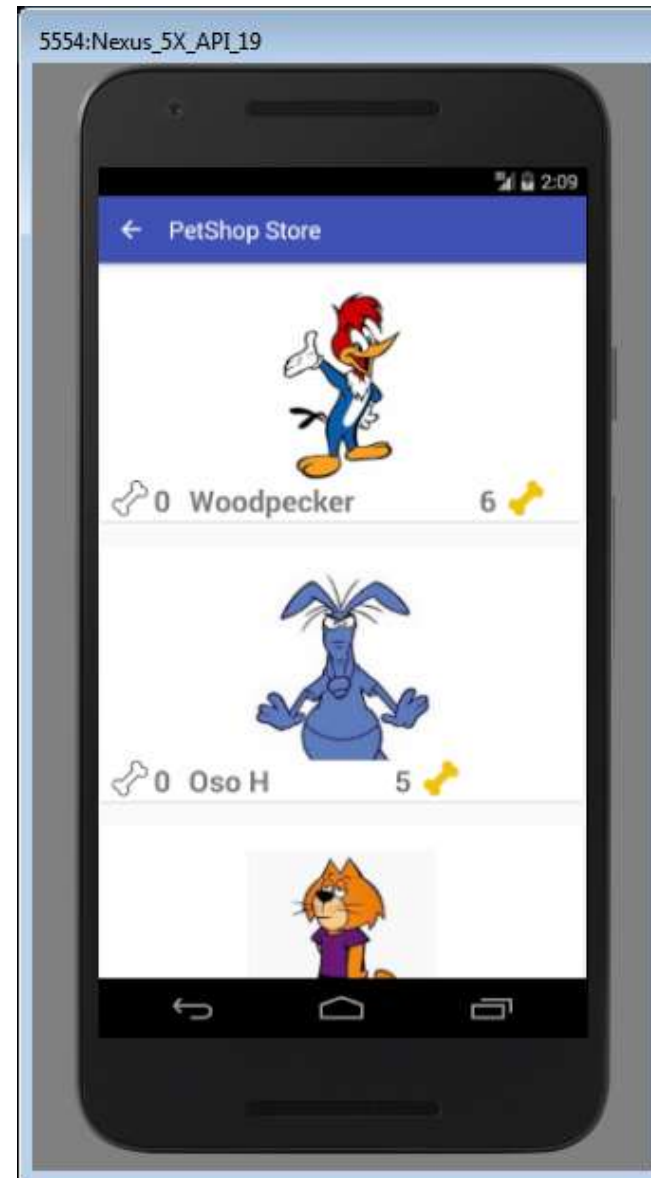 5554:Nexus_5X_API_19
2:09
PetShop Store
0 Woodpecker 6
0 Oso H 5